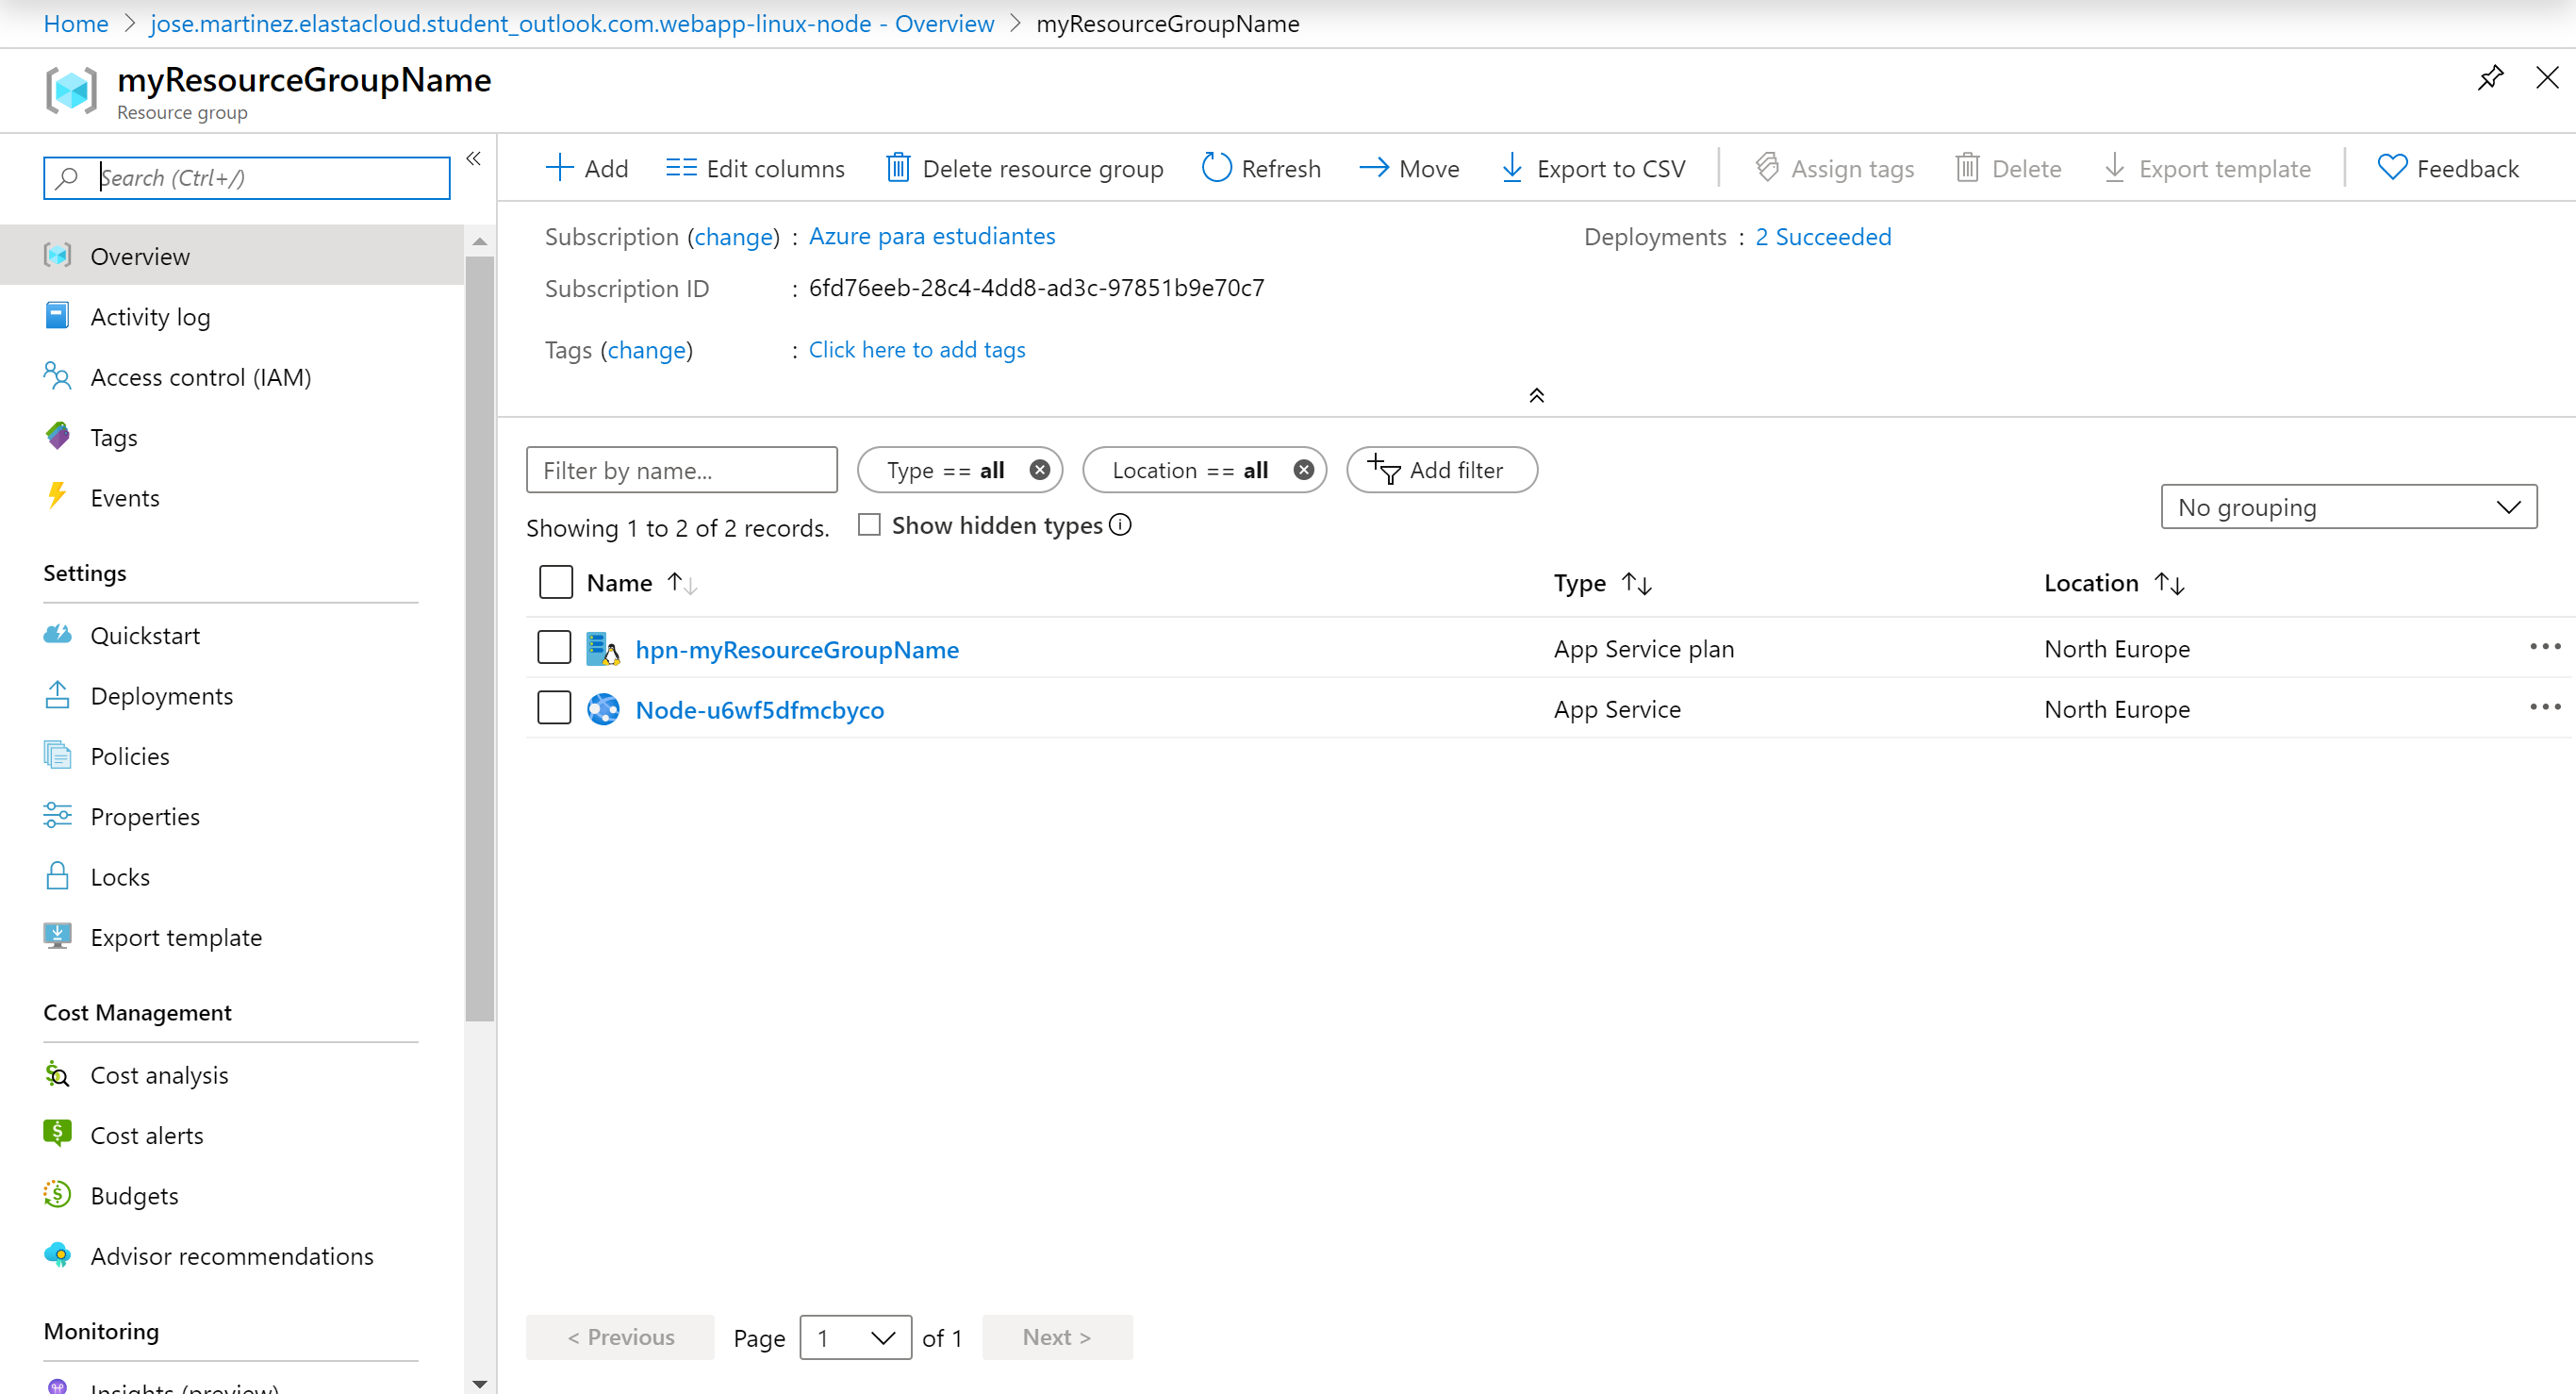 Home > jose.martinez.elastacloud.student_outlook.com.webapp-linux-node - Overview > myResourceGroupName
myResourceGroupName
Resource group
Search (Ctrl+/)
Overview
Activity log
Access control (IAM)
Tags
Events
Settings
Quickstart
Deployments
Policies
Properties
Locks
Export template
Cost Management
Cost analysis
Cost alerts
Budgets
Advisor recommendations
Monitoring
Insights (preview)
Add Edit columns Delete resource group Refresh Move Export to CSV Assign tags Delete Export template Feedback
Subscription (change) : Azure para estudiantes Deployments : 2 Succeeded
Subscription ID : 6fd76eeb-28c4-4dd8-ad3c-97851b9e70c7
Tags (change) : Click here to add tags
Filter by name... Type == all Location == all Add filter
No grouping
Showing 1 to 2 of 2 records. Show hidden types
Name Type Location
hpn-myResourceGroupName App Service plan North Europe
Node-u6wf5dfmcbyco App Service North Europe
< Previous Page 1 of 1 Next >